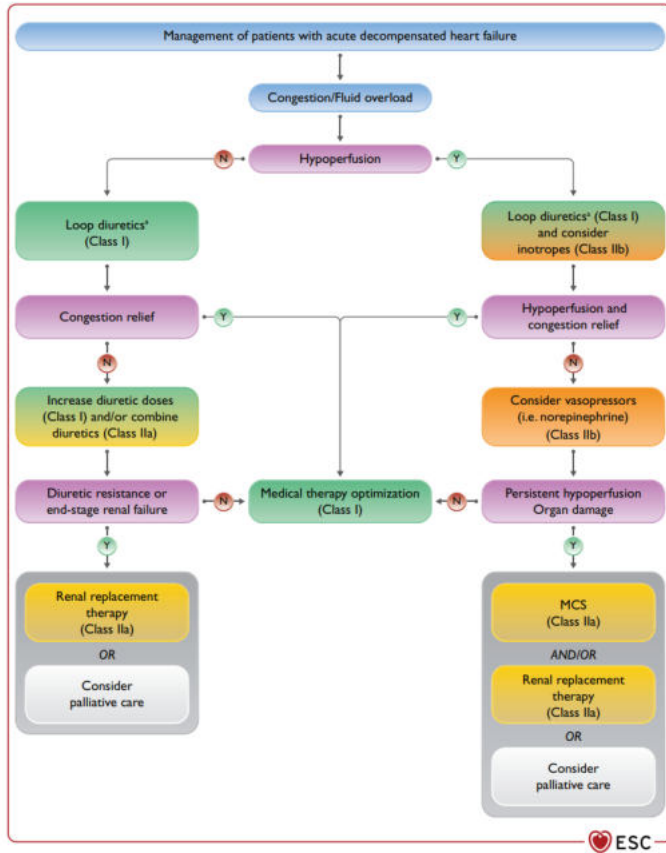 Management of patients with acute decompensated heart failure
Congestion/Fluid overload
N
Hypoperfusion
Y
Loop diureticsª
(Class I)
Loop diureticsª (Class I)
and consider
inotropes (Class IIb)
Congestion relief
Y
Y
Hypoperfusion and
congestion relief
N
N
Increase diuretic doses
(Class I) and/or combine
diuretics (Class IIa)
Consider vasopressors
(i.e. norepinephrine)
(Class IIb)
Diuretic resistance or
end-stage renal failure
N
Medical therapy optimization
(Class I)
N
Persistent hypoperfusion
Organ damage
Y
Y
Renal replacement
therapy
(Class IIa)
OR
Consider
palliative care
MCS
(Class IIa)
AND/OR
Renal replacement
therapy
(Class IIa)
OR
Consider
palliative care
ESC